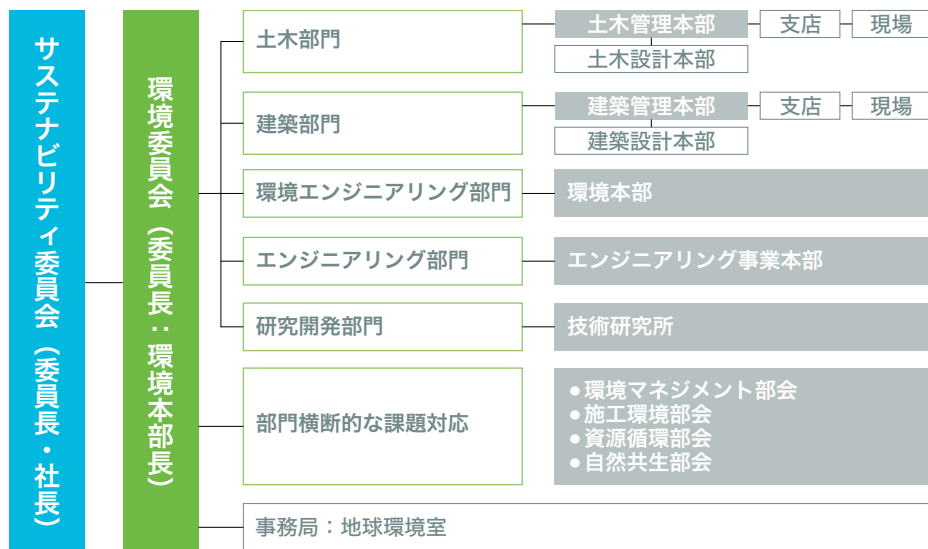 サステナビリティ委員会（委員長・社長）
環境委員会（委員長：環境本部長）
土木部門
土木管理本部
支店
現場
土木設計本部
建築部門
建築管理本部
支店
現場
建築設計本部
環境エンジニアリング部門
環境本部
エンジニアリング部門
エンジニアリング事業本部
研究開発部門
技術研究所
部門横断的な課題対応
●環境マネジメント部会
●施工環境部会
●資源循環部会
●自然共生部会
事務局：地球環境室